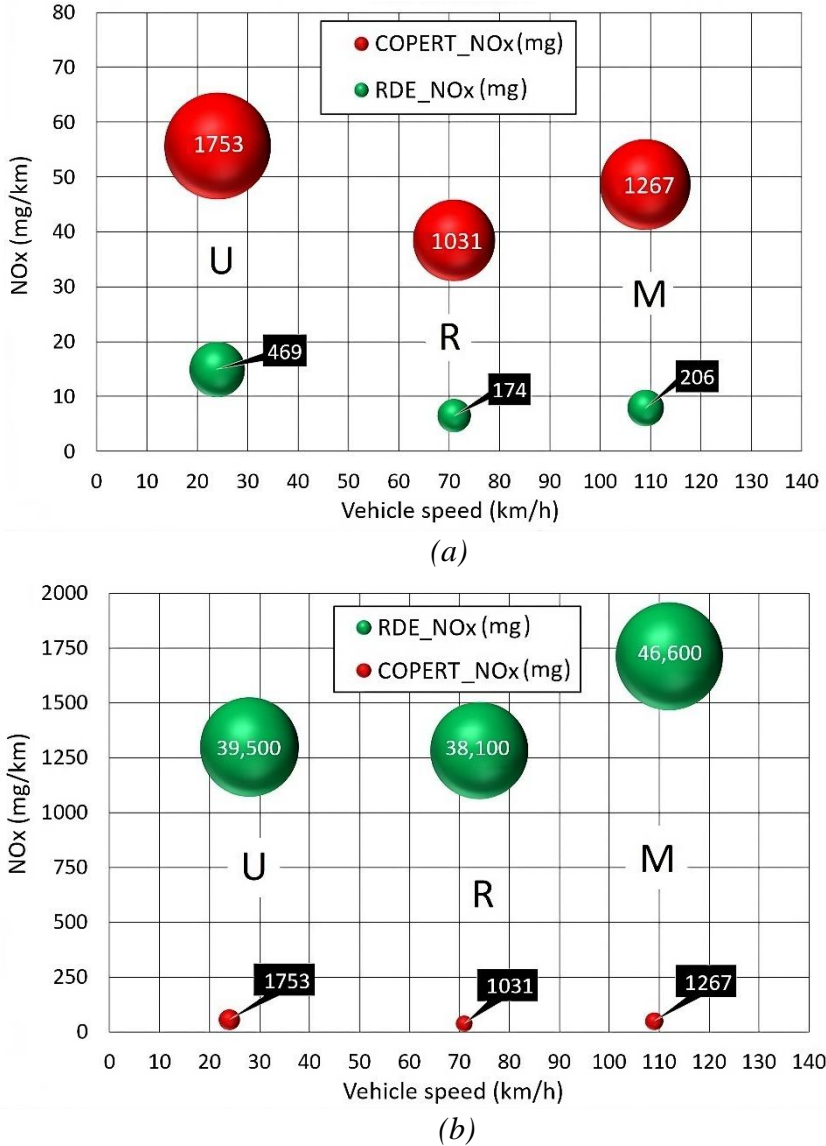 80
70
60
50
40
30
20
10
0
NOx (mg/km)
COPERT_NOx (mg)
RDE_NOx (mg)
1753
1031
1267
U
R
M
469
174
206
0 10 20 30 40 50 60 70 80 90 100 110 120 130 140
Vehicle speed (km/h)
(a)
2000
1750
1500
1250
1000
750
500
250
0
NOx (mg/km)
RDE_NOx (mg)
COPERT_NOx (mg)
39,500
38,100
46,600
U
R
M
1753
1031
1267
0 10 20 30 40 50 60 70 80 90 100 110 120 130 140
Vehicle speed (km/h)
(b)